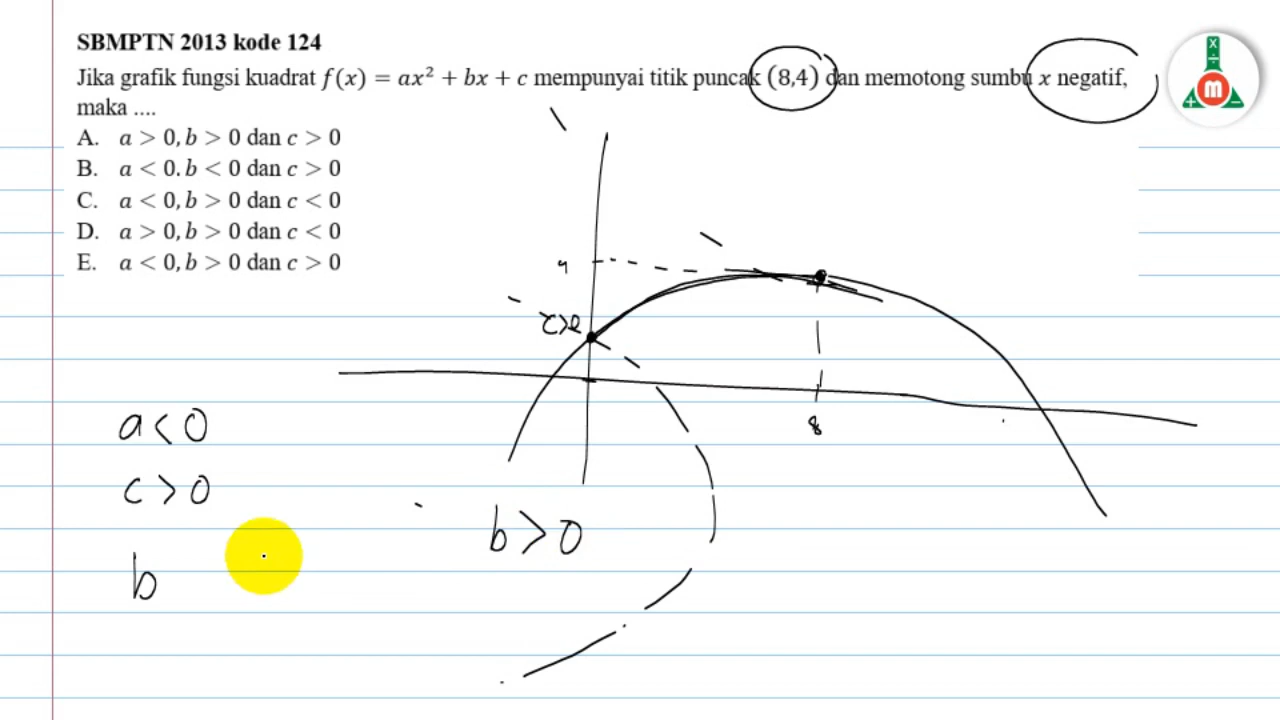 SBMPTN 2013 kode 124
Jika grafik fungsi kuadrat f(x) = ax² + bx + c mempunyai titik puncak (8,4) dan memotong sumbu x negatif,
maka ....
A. a > 0, b > 0 dan c > 0
B. a < 0. b < 0 dan c > 0
C. a < 0, b > 0 dan c < 0
D. a > 0, b > 0 dan c < 0
E. a < 0, b > 0 dan c > 0
4
c>0
8
a<0
c>0
b>0
b
m